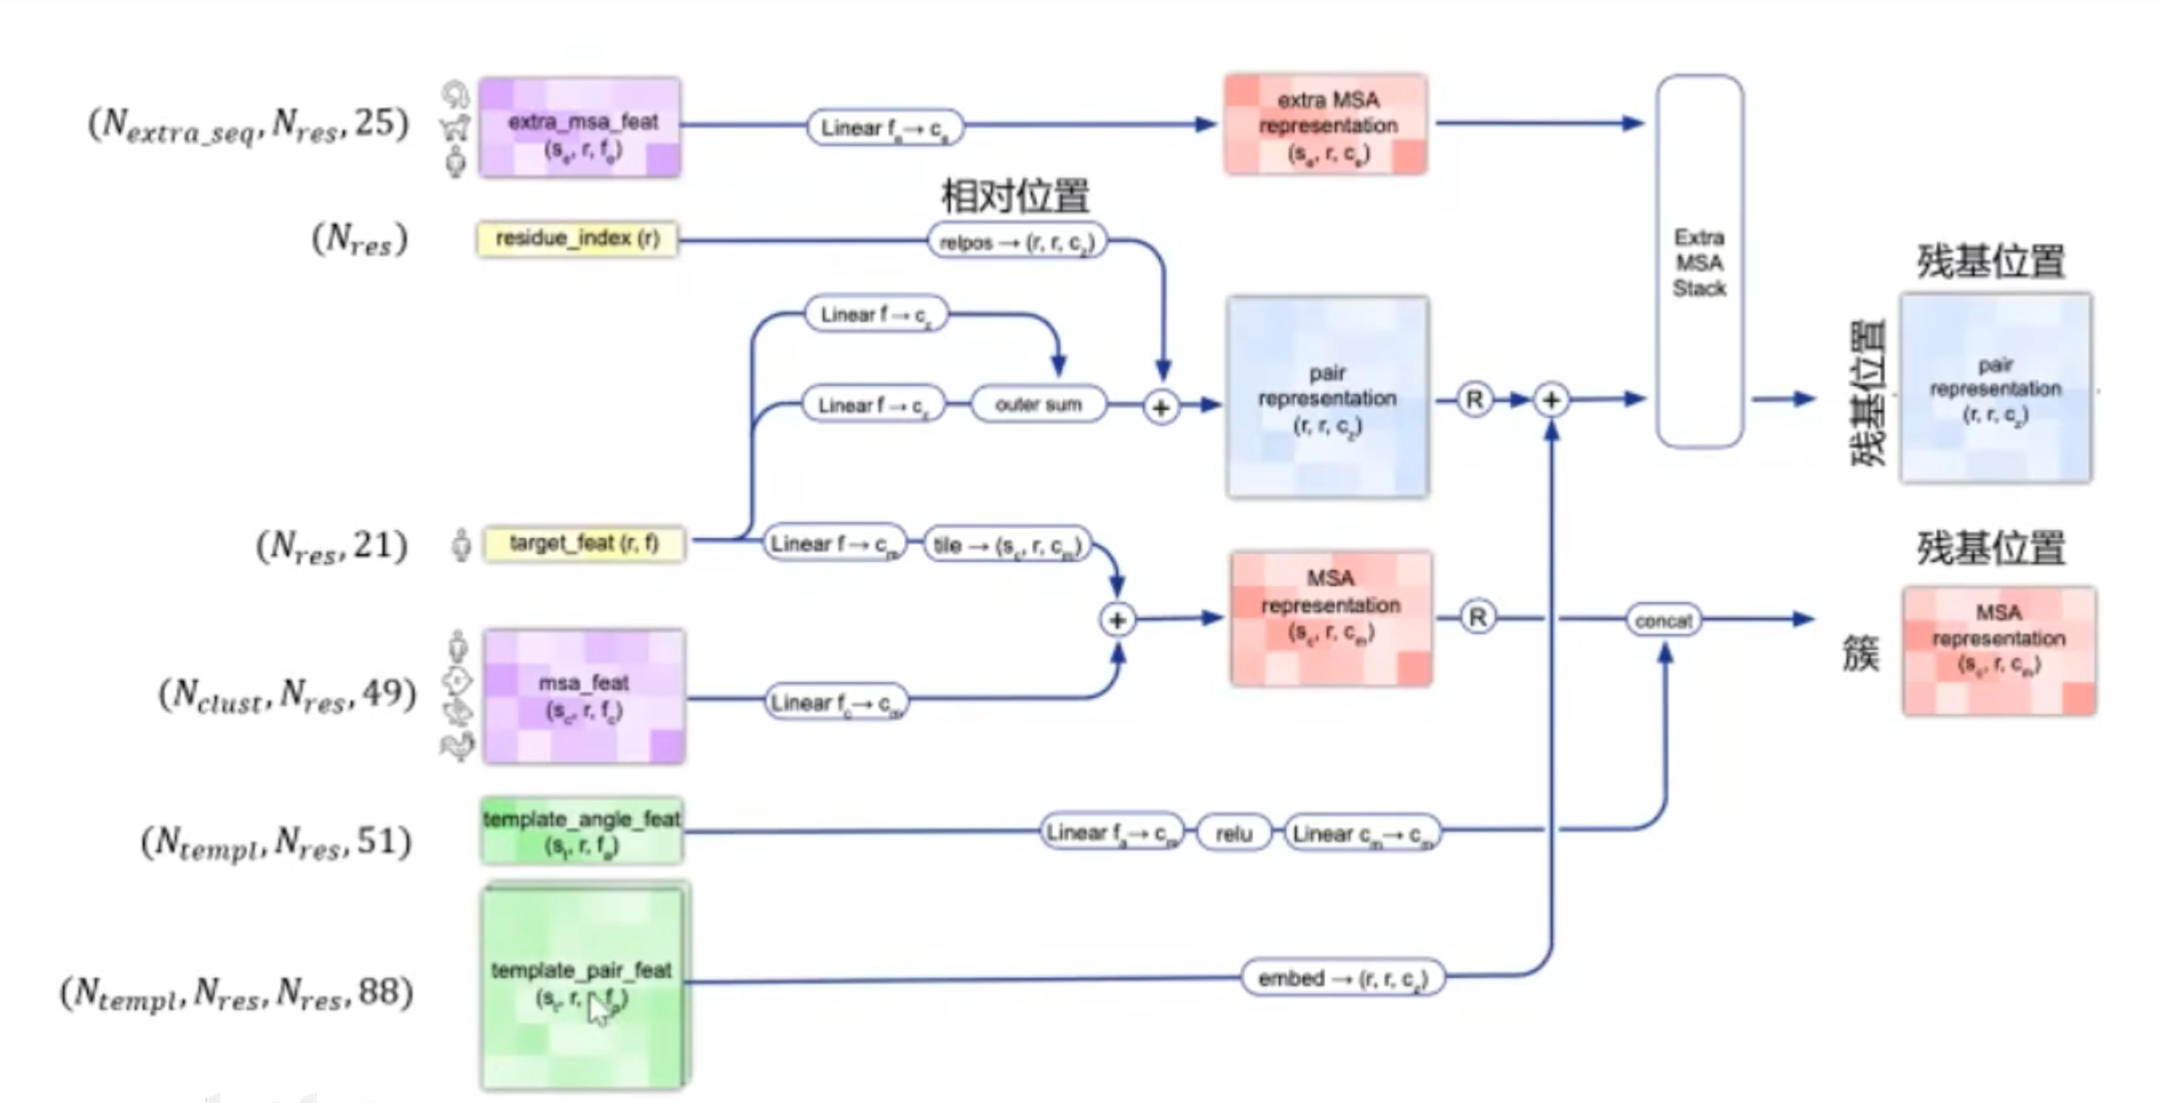 (N_extra_seq, N_res, 25)
extra_msa_feat
(s_e, r, f_e)
Linear f_e → c_e
extra MSA
representation
(s_e, r, c_e)
相对位置
(N_res)
residue_index (r)
relpos → (r, r, c_z)
Extra
MSA
Stack
Linear f → c_z
Linear f → c_z
outer sum
+
pair
representation
(r, r, c_z)
R
+
残基位置
残基位置
pair
representation
(r, r, c_z)
(N_res, 21)
target_feat (r, f)
Linear f → c_m
tile → (s_c, r, c_m)
+
MSA
representation
(s_c, r, c_m)
R
concat
残基位置
簇
MSA
representation
(s_c, r, c_m)
(N_clust, N_res, 49)
msa_feat
(s_c, r, f_c)
Linear f_c → c_m
(N_templ, N_res, 51)
template_angle_feat
(s_t, r, f_a)
Linear f_a → c_m
relu
Linear c_m → c_m
(N_templ, N_res, N_res, 88)
template_pair_feat
(s_t, r, f_p)
embed → (r, r, c_z)